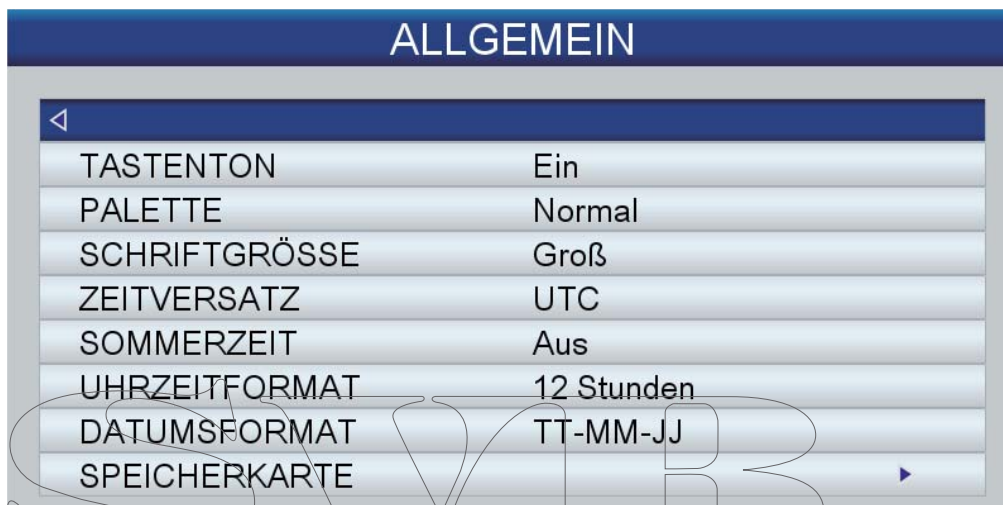 ALLGEMEIN
TASTENTON Ein
PALETTE Normal
SCHRIFTGRÖSSE Groß
ZEITVERSATZ UTC
SOMMERZEIT Aus
UHRZEITFORMAT 12 Stunden
DATUMSFORMAT TT-MM-JJ
SPEICHERKARTE